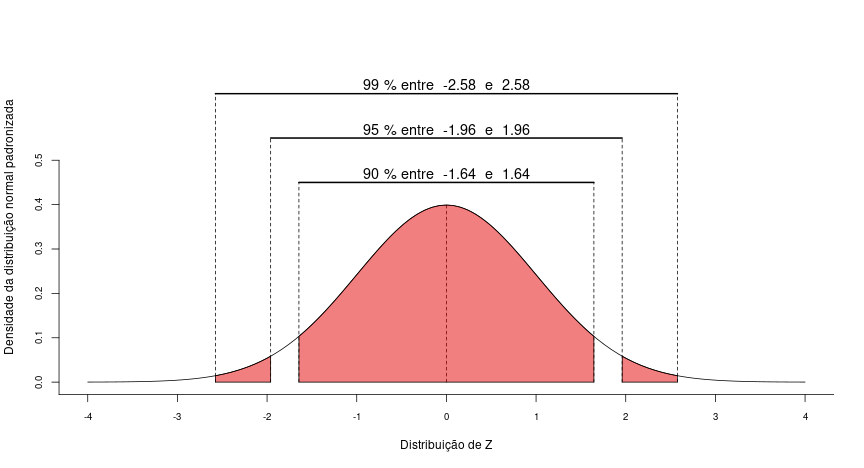 99 % entre -2.58 e 2.58
95 % entre -1.96 e 1.96
90 % entre -1.64 e 1.64
Densidade da distribuição normal padronizada
0.5
0.4
0.3
0.2
0.1
0.0
-4 -3 -2 -1 0 1 2 3 4
Distribuição de Z